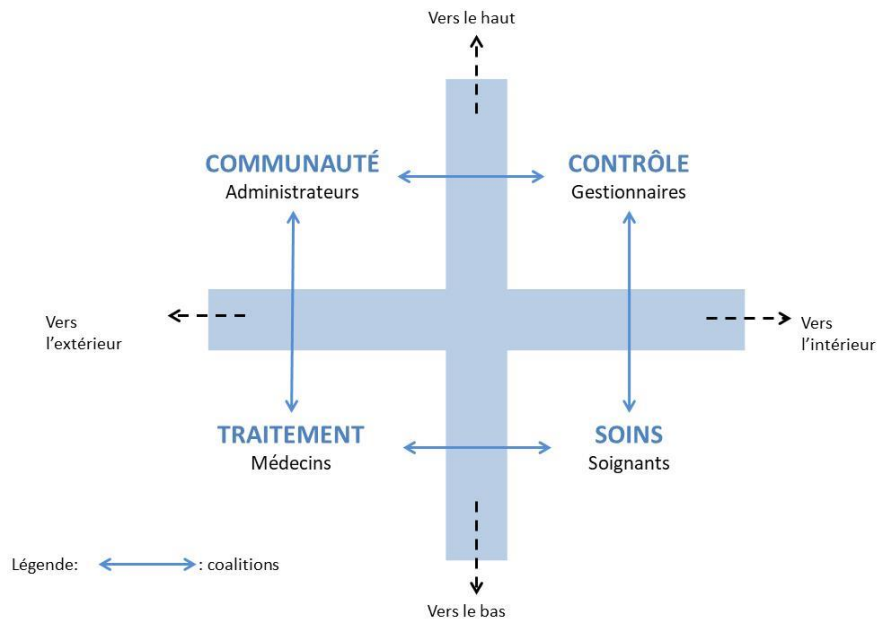 Vers le haut
COMMUNAUTÉ
Administrateurs
CONTRÔLE
Gestionnaires
Vers
l’extérieur
Vers
l’intérieur
TRAITEMENT
Médecins
SOINS
Soignants
Légende:
: coalitions
Vers le bas